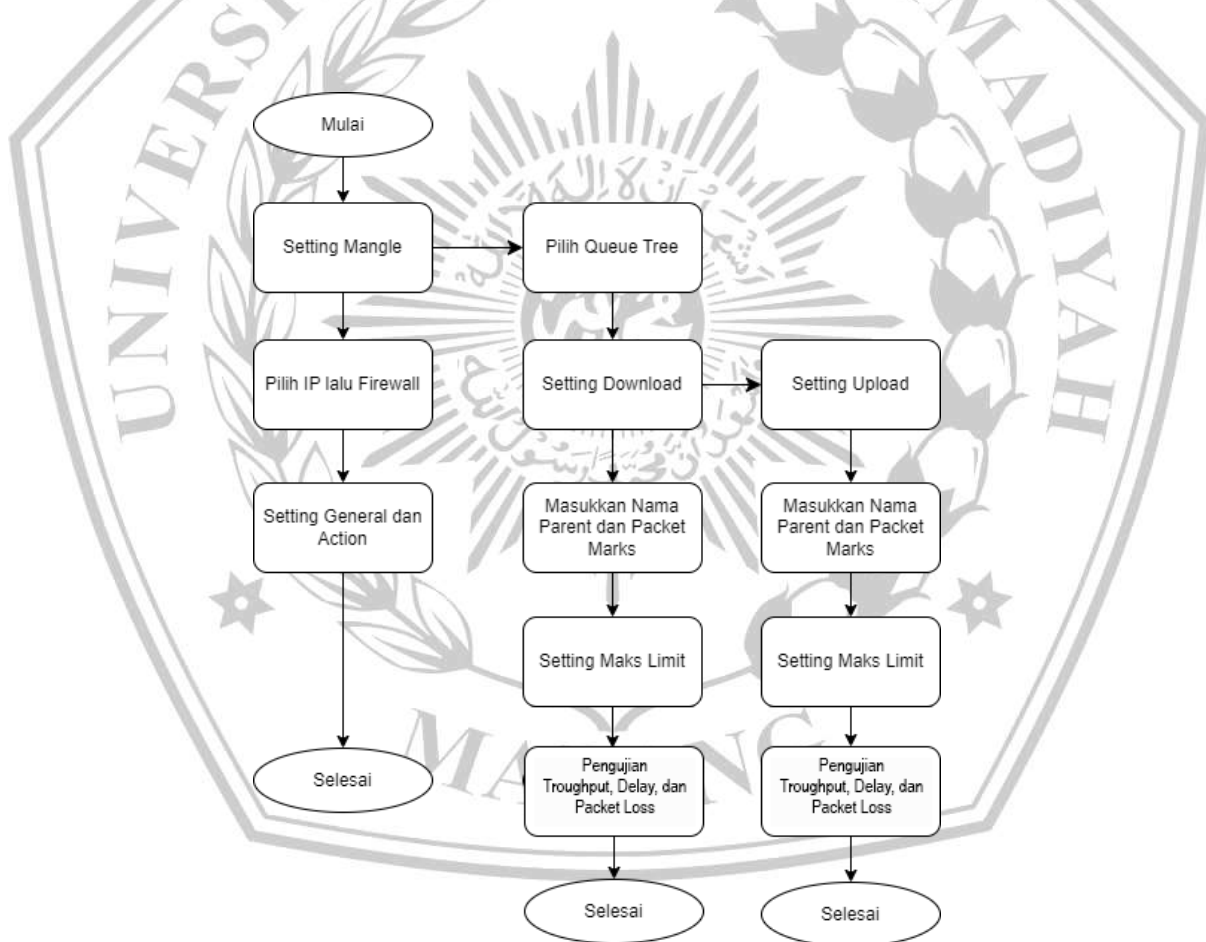 Mulai
Setting Mangle
Pilih Queue Tree
Pilih IP lalu Firewall
Setting Download
Setting Upload
Setting General dan
Action
Masukkan Nama
Parent dan Packet
Marks
Masukkan Nama
Parent dan Packet
Marks
Setting Maks Limit
Setting Maks Limit
Selesai
Pengujian
Troughput, Delay, dan
Packet Loss
Pengujian
Troughput, Delay, dan
Packet Loss
Selesai
Selesai